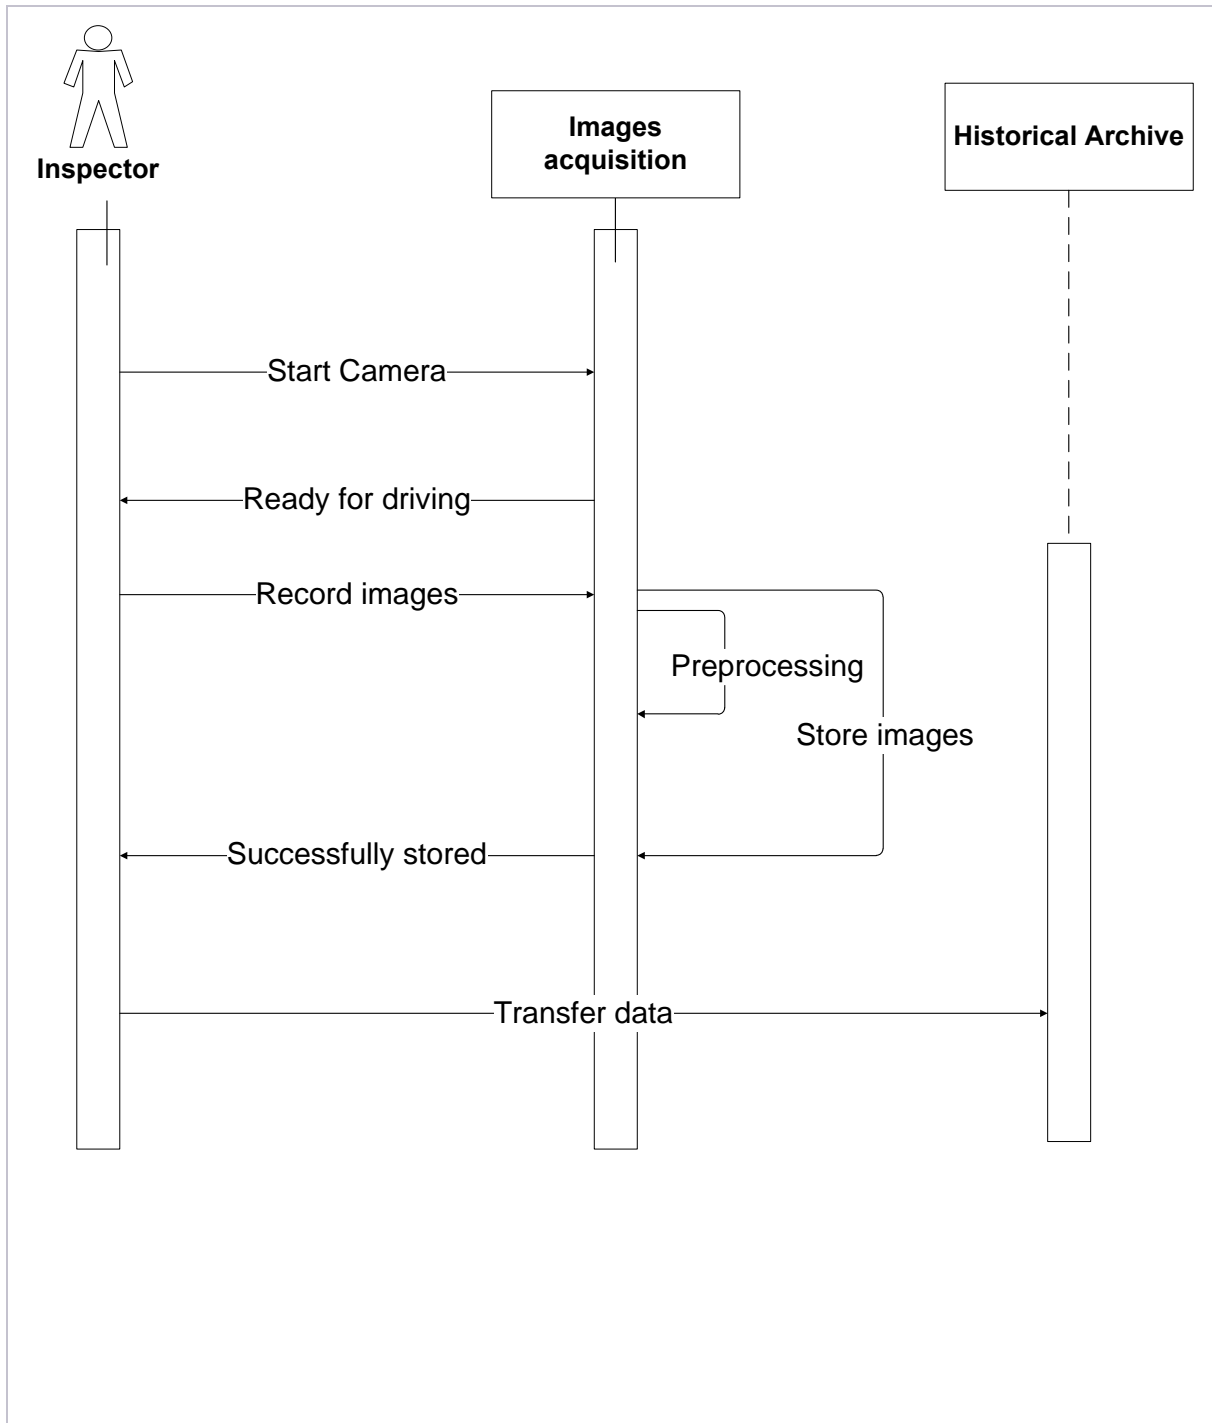 Inspector
Images
acquisition
Historical Archive
Start Camera
Ready for driving
Record images
Preprocessing
Store images
Successfully stored
Transfer data